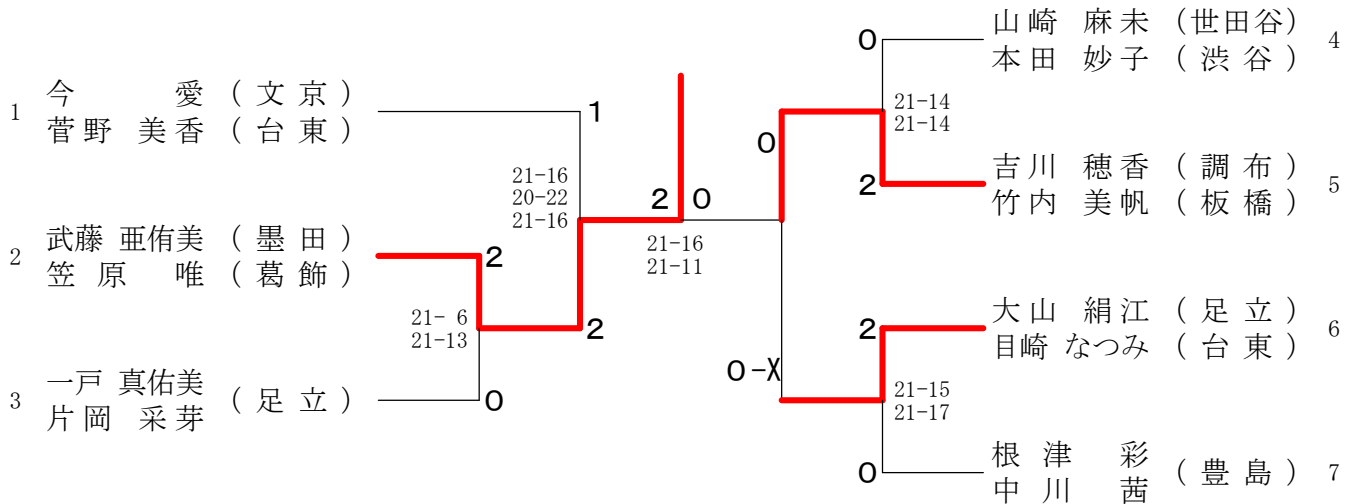 1
今 愛 (文京)
菅野 美香 (台東)
2
武藤 亜侑美 (墨田)
笠原 唯 (葛飾)
3
一戸 真佑美
片岡 采芽
(足立)
1
21-16
20-22
21-16
2
21- 6
21-13
2
0
2
0
21-16
21-11
0
0-X
0
21-14
21-14
2
2
21-15
21-17
0
山崎 麻未 (世田谷)
本田 妙子 (渋谷)
4
吉川 穂香 (調布)
竹内 美帆 (板橋)
5
大山 絹江 (足立)
目崎 なつみ (台東)
6
根津 彩
中川 茜
(豊島)
7